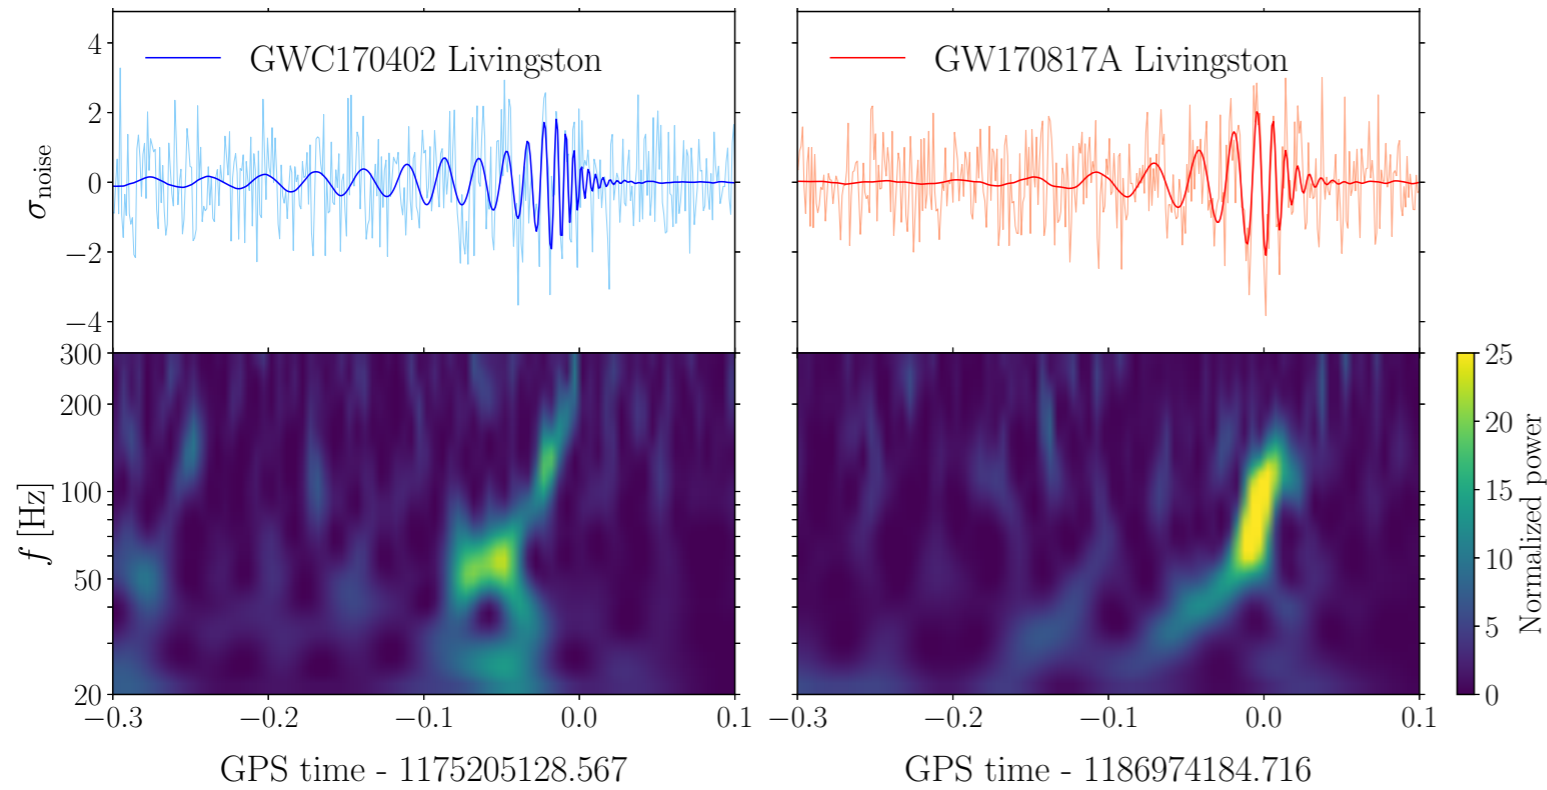 GWC170402 Livingston
GW170817A Livingston
4
2
0
−2
−4
σnoise
300
200
100
50
20
f [Hz]
−0.3 −0.2 −0.1 0.0 0.1
−0.3 −0.2 −0.1 0.0 0.1
GPS time - 1175205128.567
GPS time - 1186974184.716
25
20
15
10
5
0
Normalized power